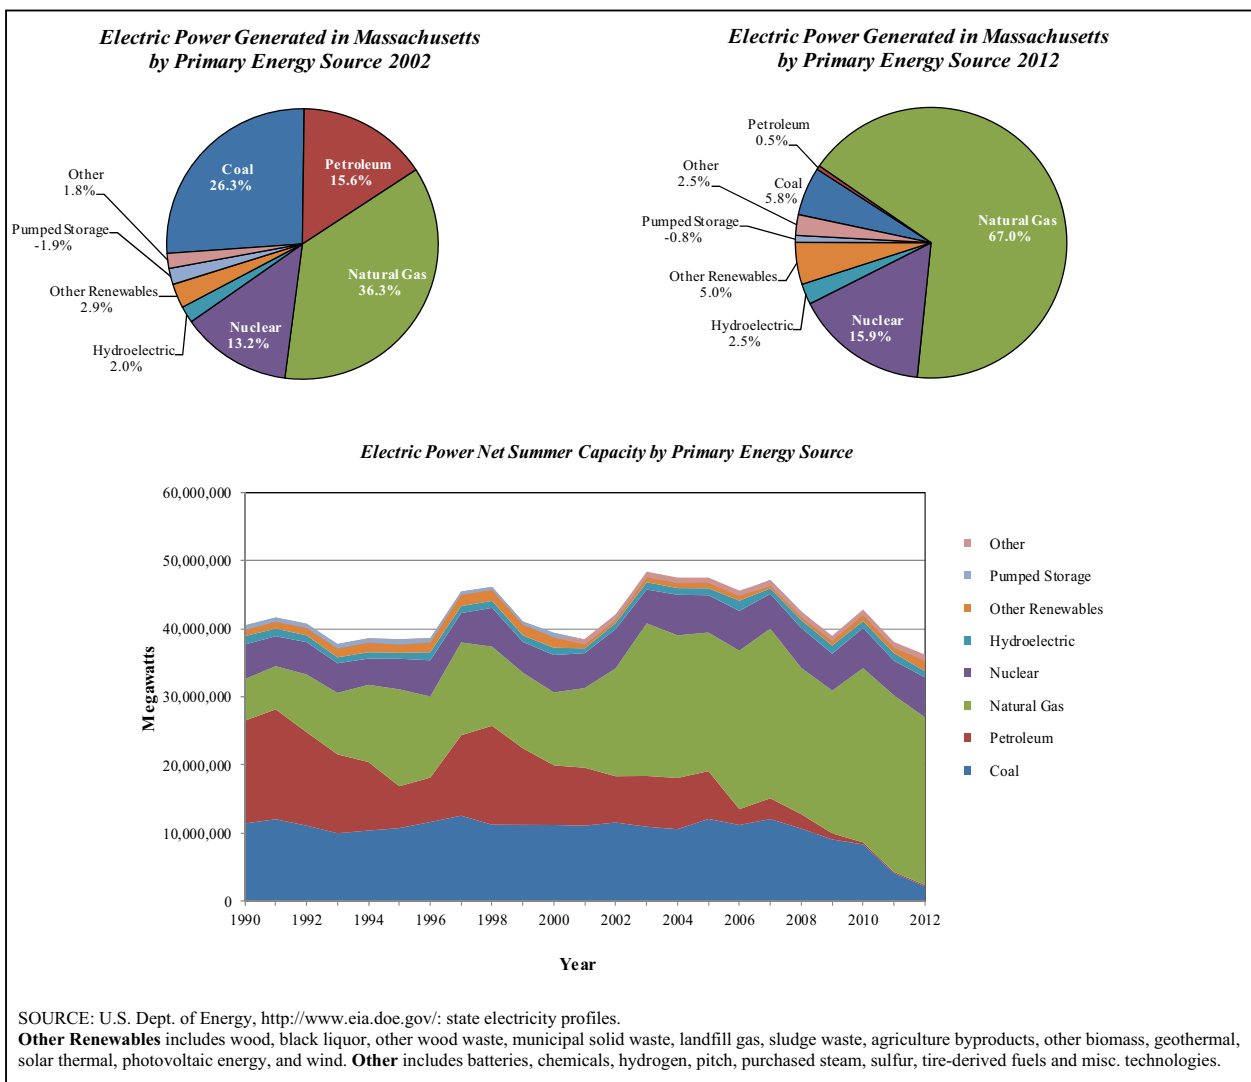 Electric Power Generated in Massachusetts
by Primary Energy Source 2002
Coal
26.3%
Petroleum
15.6%
Natural Gas
36.3%
Nuclear
13.2%
Hydroelectric
2.0%
Other Renewables
2.9%
Pumped Storage
-1.9%
Other
1.8%
Electric Power Generated in Massachusetts
by Primary Energy Source 2012
Petroleum
0.5%
Other
2.5%
Coal
5.8%
Pumped Storage
-0.8%
Other Renewables
5.0%
Hydroelectric
2.5%
Nuclear
15.9%
Natural Gas
67.0%
Electric Power Net Summer Capacity by Primary Energy Source
Megawatts
60,000,000
50,000,000
40,000,000
30,000,000
20,000,000
10,000,000
0
1990 1992 1994 1996 1998 2000 2002 2004 2006 2008 2010 2012
Year
Other
Pumped Storage
Other Renewables
Hydroelectric
Nuclear
Natural Gas
Petroleum
Coal
SOURCE: U.S. Dept. of Energy, http://www.eia.doe.gov/: state electricity profiles.
Other Renewables includes wood, black liquor, other wood waste, municipal solid waste, landfill gas, sludge waste, agriculture byproducts, other biomass, geothermal,
solar thermal, photovoltaic energy, and wind. Other includes batteries, chemicals, hydrogen, pitch, purchased steam, sulfur, tire-derived fuels and misc. technologies.